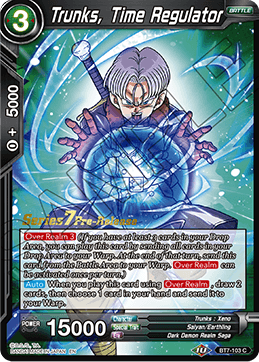 3
Trunks, Time Regulator
BATTLE
+ 5000
Series 7 Pre-Release
Over Realm 3 (If you have at least 3 cards in your Drop
Area, you can play this card by sending all cards in your
Drop Area to your Warp. At the end of that turn, send this
card from the Battle Area to your Warp. Over Realm can
be activated once per turn.)
Auto When you play this card using Over Realm, draw 2
cards, then choose 1 card in your hand and send it to
your Warp.
POWER
15000
Character
Trunks : Xeno
Special Trait
Saiyan/Earthling
Era
Dark Demon Realm Saga
BT7-103 C